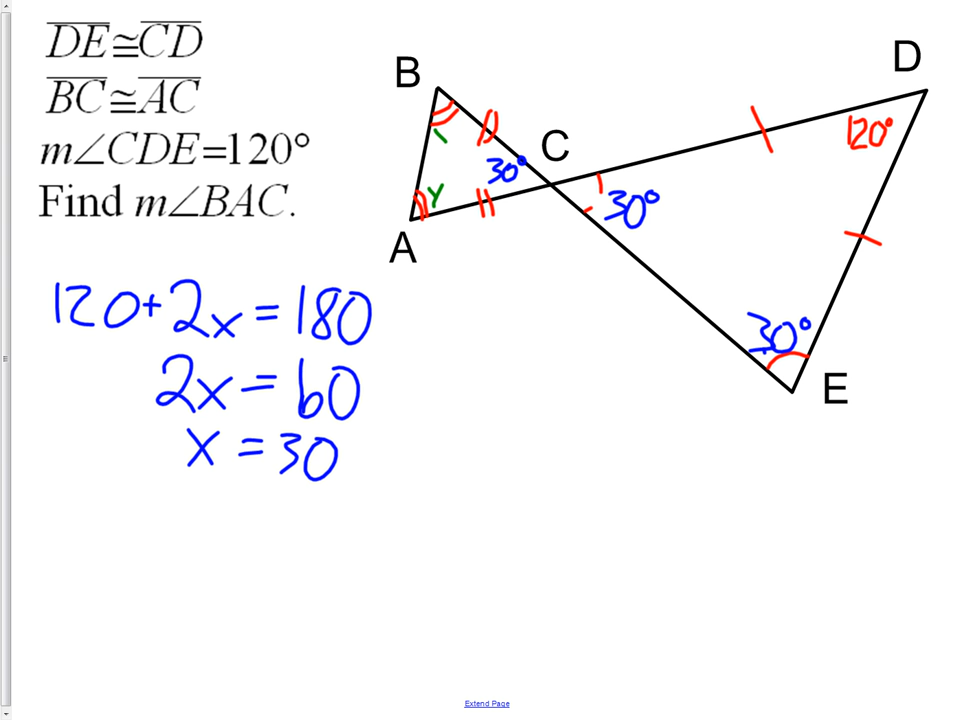 DE≅CD
BC≅AC
m∠CDE=120°
Find m∠BAC.
B
D
C
A
E
120°
30°
30°
30°
Y
120+2x=180
2x=60
x=30
Extend Page